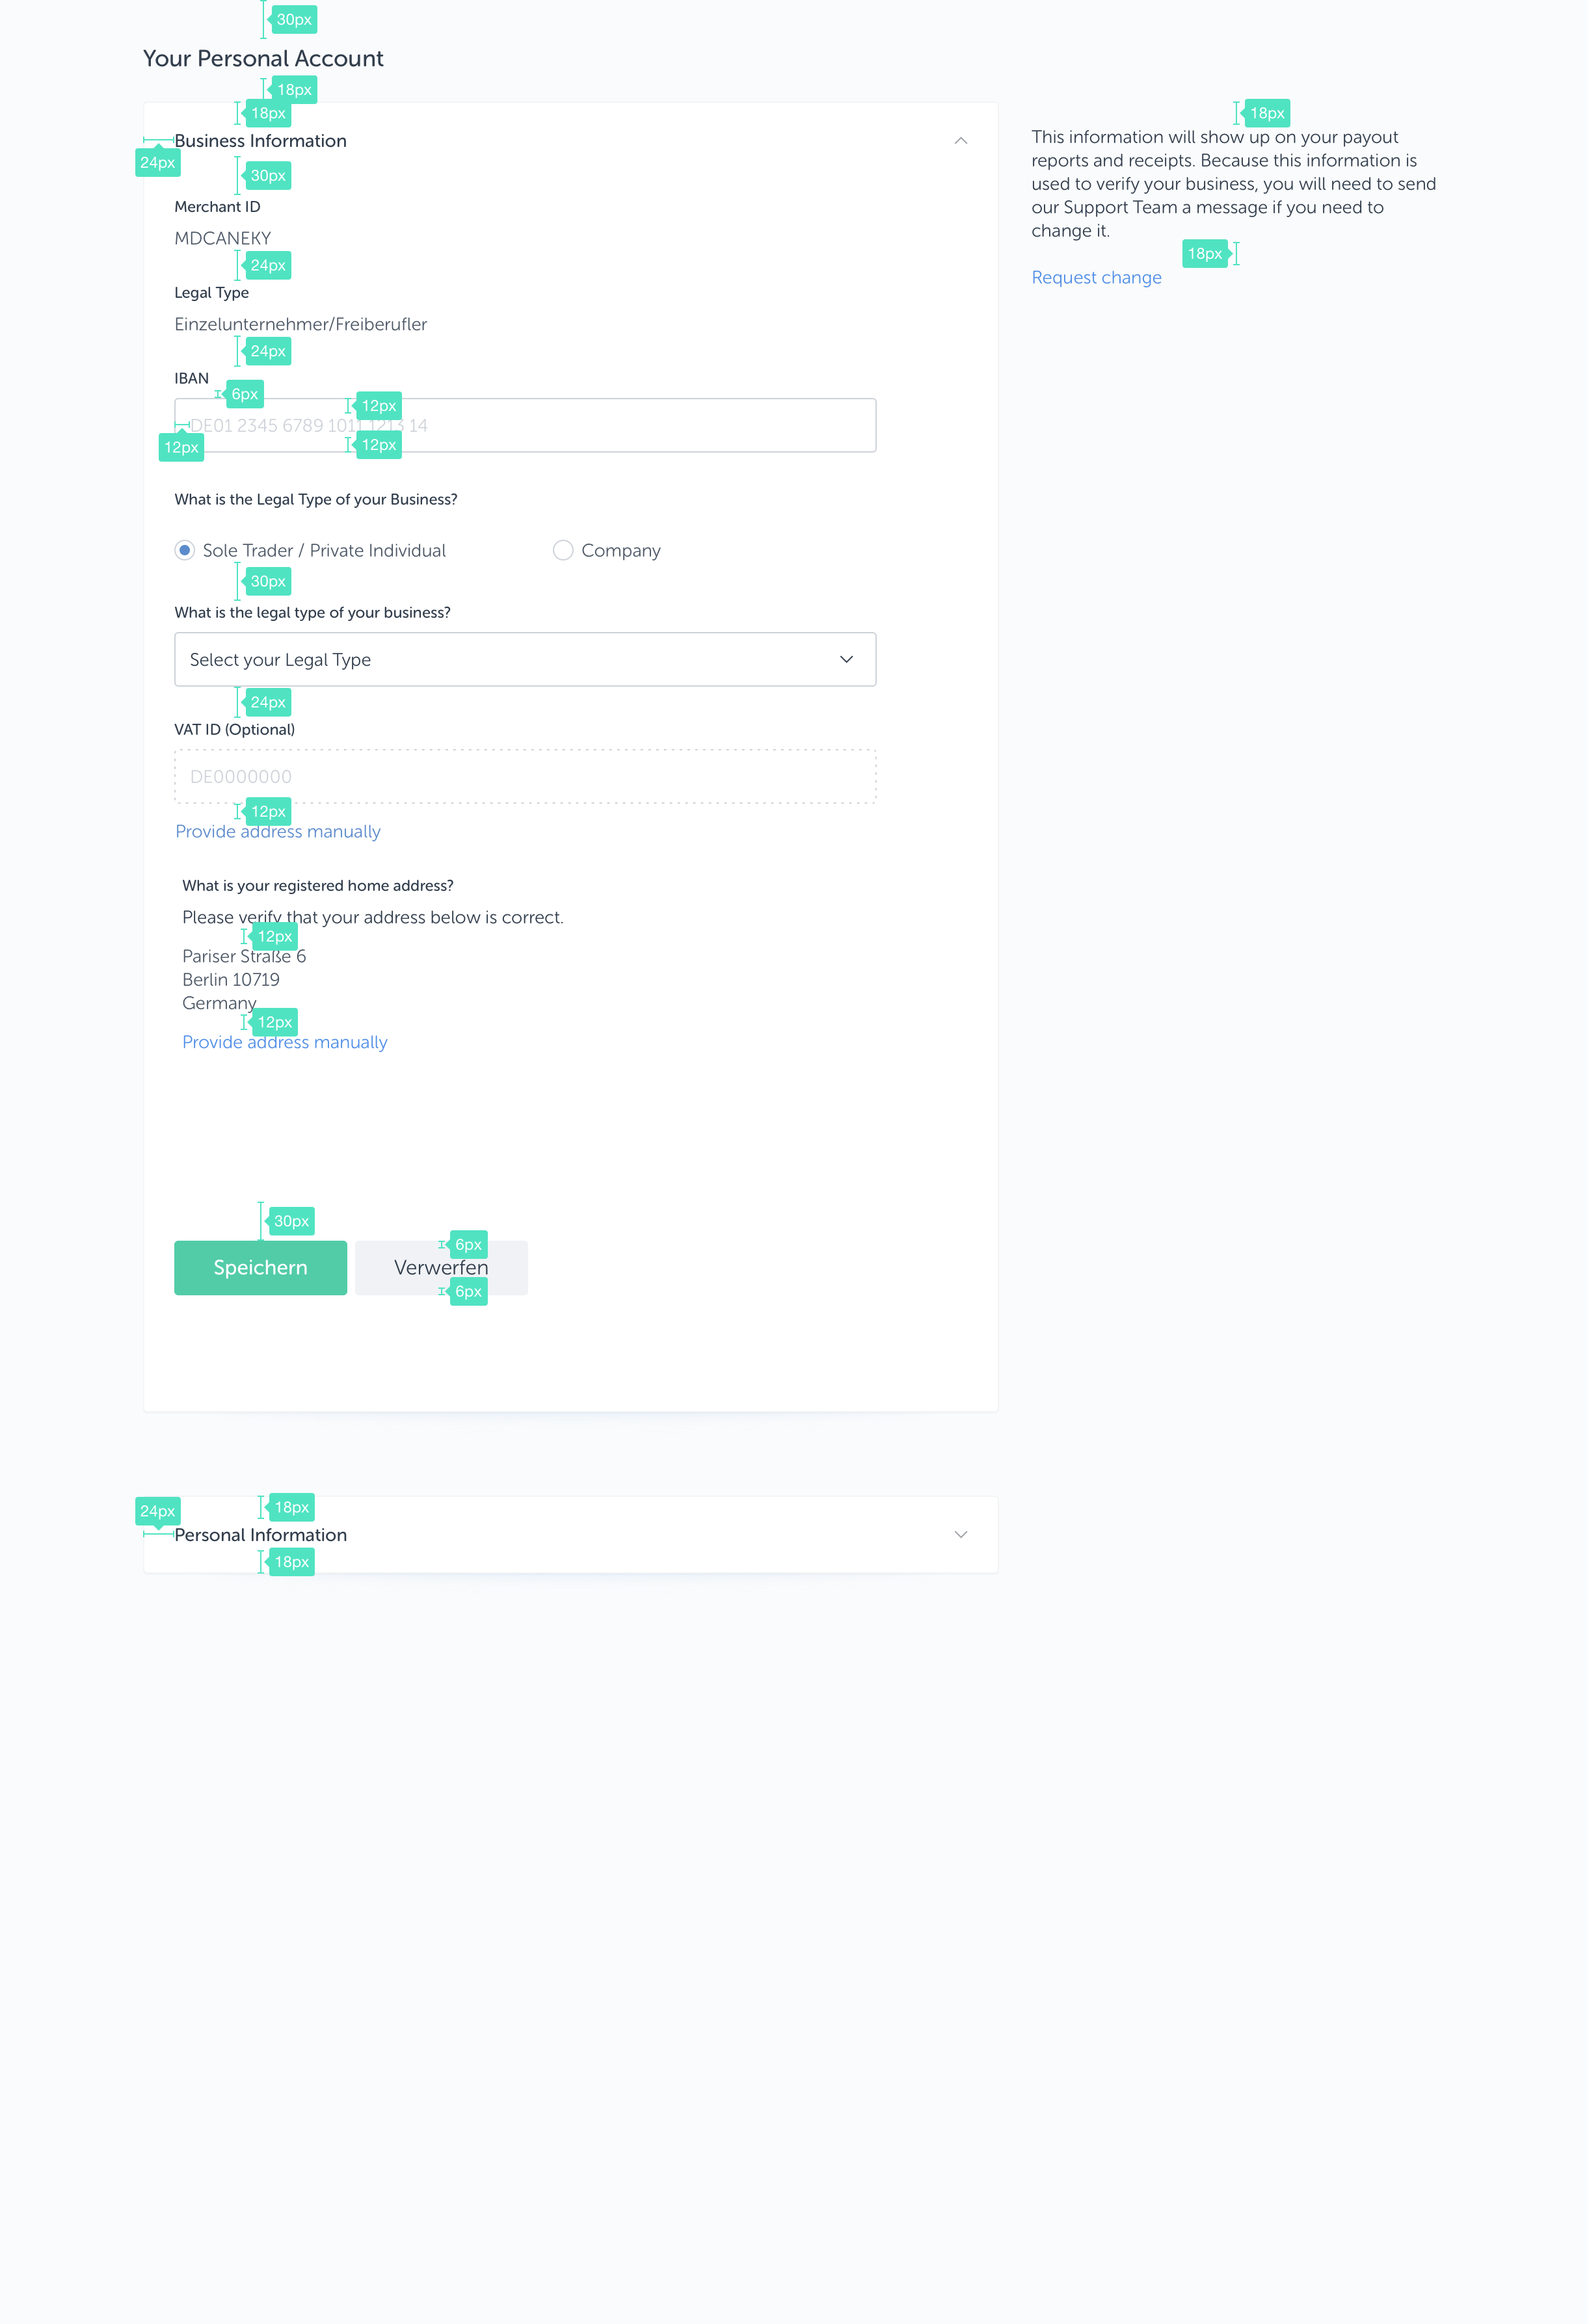 30px
Your Personal Account
18px
18px
Business Information
24px
30px
Merchant ID
MDCANEKY
24px
Legal Type
Einzelunternehmer/Freiberufler
24px
IBAN
6px
12px
DE01 2345 6789 1011 1213 14
12px
12px
What is the Legal Type of your Business?
Sole Trader / Private Individual
Company
30px
What is the legal type of your business?
Select your Legal Type
24px
VAT ID (Optional)
DE0000000
12px
Provide address manually
What is your registered home address?
Please verify that your address below is correct.
12px
Pariser Straße 6
Berlin 10719
Germany
12px
Provide address manually
30px
Speichern
6px
Verwerfen
6px
24px
18px
Personal Information
18px
18px
This information will show up on your payout
reports and receipts. Because this information is
used to verify your business, you will need to send
our Support Team a message if you need to
change it.
18px
Request change